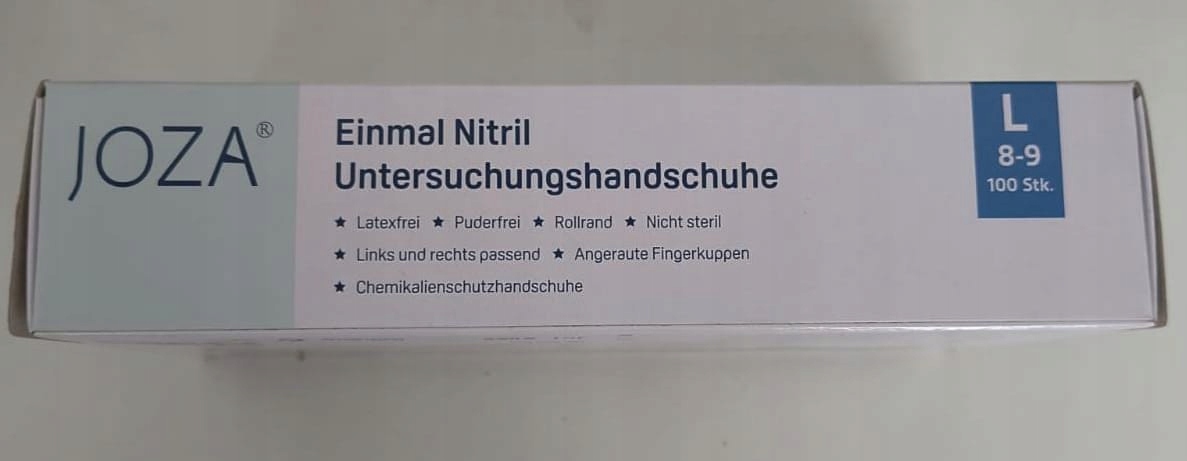 JOZA®
Einmal Nitril
Untersuchungshandschuhe
★ Latexfrei ★ Puderfrei ★ Rollrand ★ Nicht steril
★ Links und rechts passend ★ Angeraute Fingerkuppen
★ Chemikalienschutzhandschuhe
L
8-9
100 Stk.